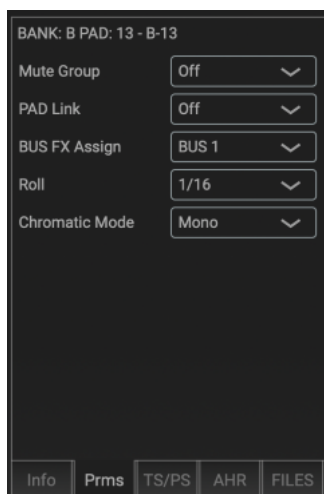 BANK: B PAD: 13 - B-13
Mute Group Off
PAD Link Off
BUS FX Assign BUS 1
Roll 1/16
Chromatic Mode Mono
Info Prms TS/PS AHR FILES